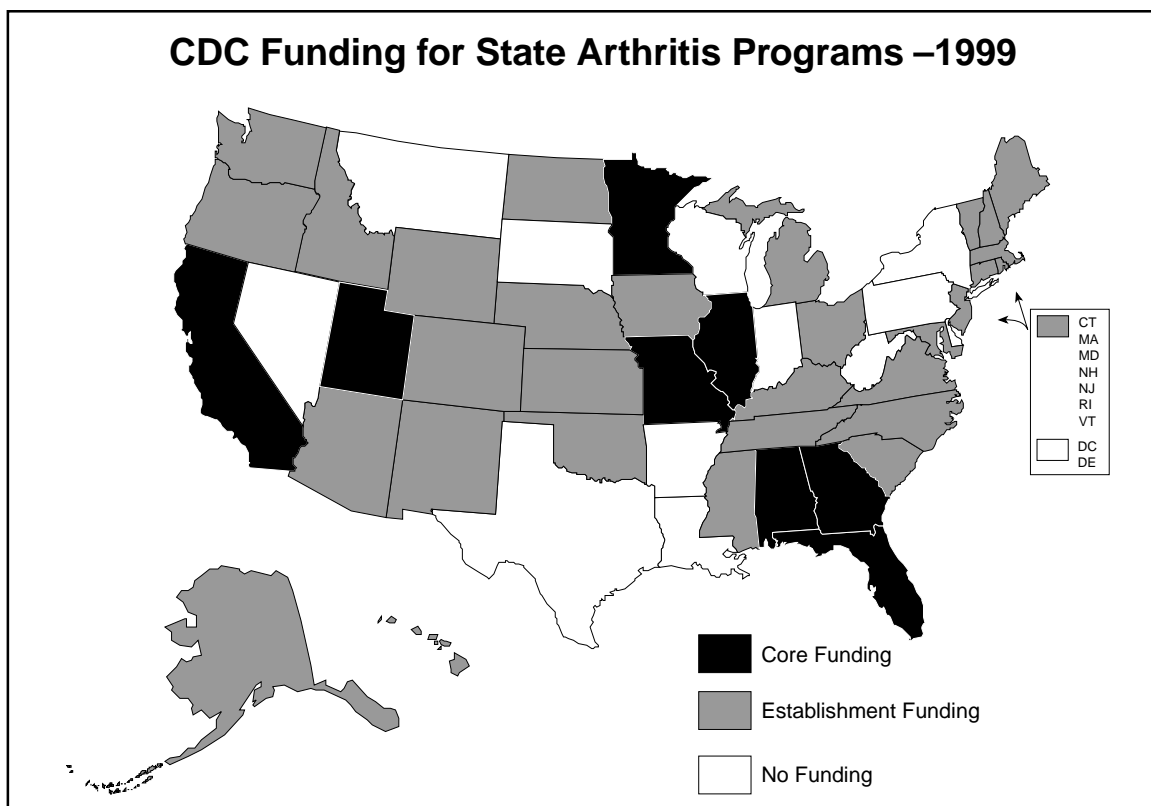 CDC Funding for State Arthritis Programs –1999
CT
MA
MD
NH
NJ
RI
VT
DC
DE
Core Funding
Establishment Funding
No Funding